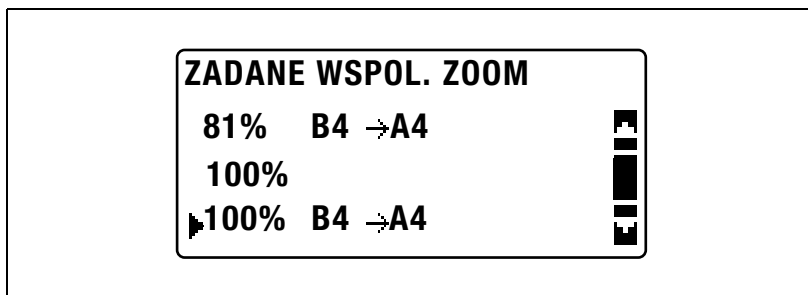 ZADANE WSPOL. ZOOM
81% B4 →A4
100%
100% B4 →A4